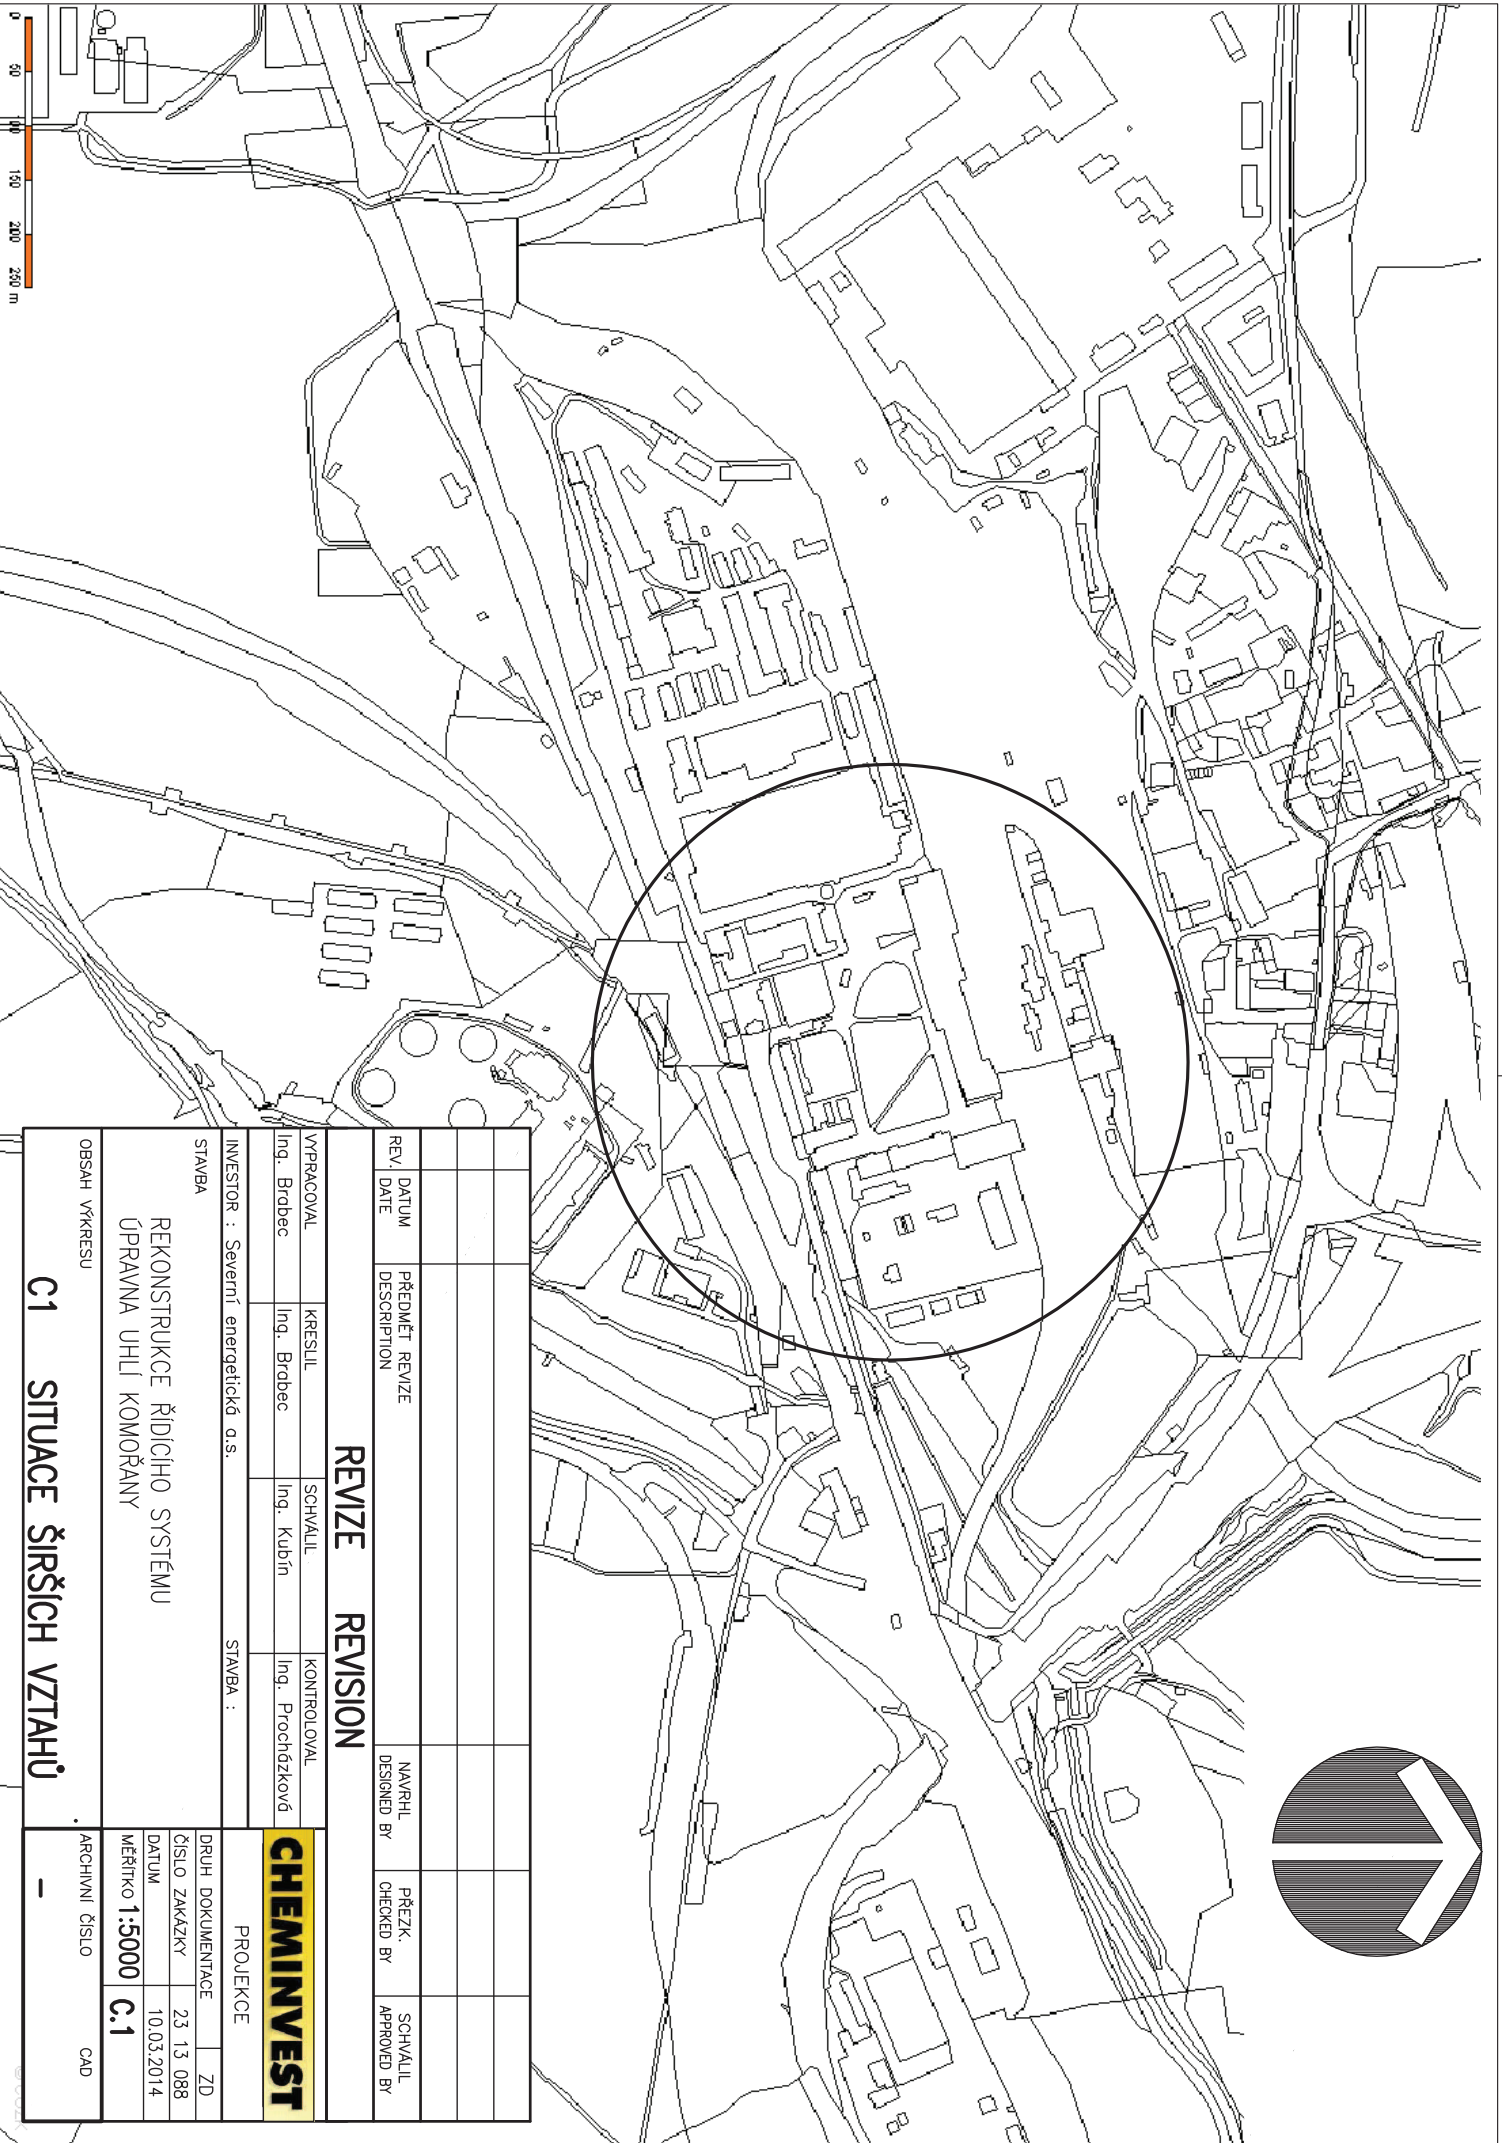 0 50 100 150 200 250 m
REV. DATUM PŘEDMĚT REVIZE NAVRHL PŘEZK. SCHVÁLIL
DATE DESCRIPTION DESIGNED BY CHECKED BY APPROVED BY
REVIZE REVISION
VYPRACOVAL KRESLIL SCHVÁLIL KONTROLOVAL
Ing. Brabec Ing. Brabec Ing. Kubín Ing. Procházková
CHEMINVEST
INVESTOR : Severní energetická a.s. STAVBA :
PROJEKCE
STAVBA
REKONSTRUKCE ŘÍDÍCÍHO SYSTÉMU
ÚPRAVNA UHLÍ KOMOŘANY
DRUH DOKUMENTACE ZD
ČÍSLO ZAKÁZKY 23 13 088
DATUM 10.03.2014
MĚŘÍTKO 1:5000 C.1
OBSAH VÝKRESU
C1 SITUACE ŠIRŠÍCH VZTAHŮ
ARCHIVNÍ ČÍSLO CAD
–